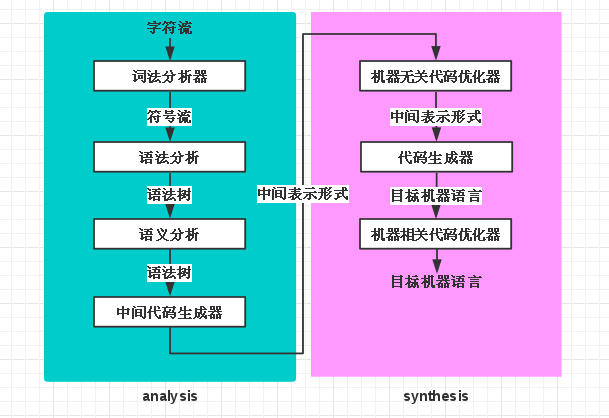 字符流
词法分析器
符号流
语法分析
语法树
语义分析
语法树
中间代码生成器
中间表示形式
机器无关代码优化器
中间表示形式
代码生成器
目标机器语言
机器相关代码优化器
目标机器语言
analysis
synthesis